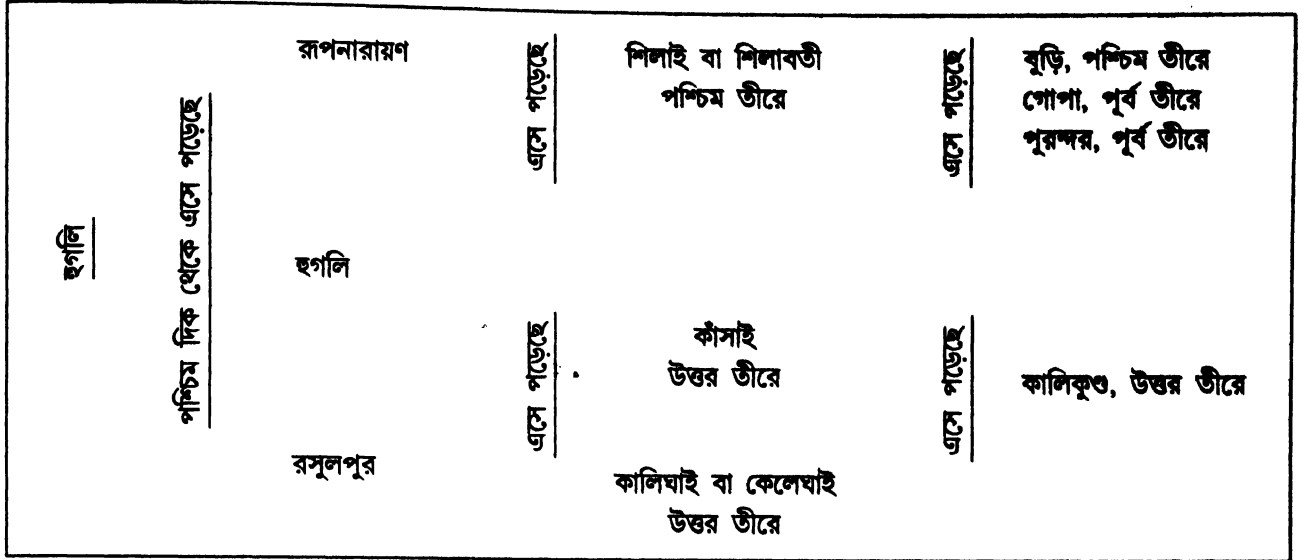 হুগলি
পশ্চিম দিক থেকে এসে পড়েছে
রূপনারায়ণ
এসে পড়েছে
শিলাই বা শিলাবতী
পশ্চিম তীরে
এসে পড়েছে
বুড়ি, পশ্চিম তীরে
গোপা, পূর্ব তীরে
পুরন্দর, পূর্ব তীরে
হুগলি
এসে পড়েছে
কাঁসাই
উত্তর তীরে
এসে পড়েছে
কালিকুণ্ড, উত্তর তীরে
রসুলপুর
কালিঘাই বা কেলেঘাই
উত্তর তীরে